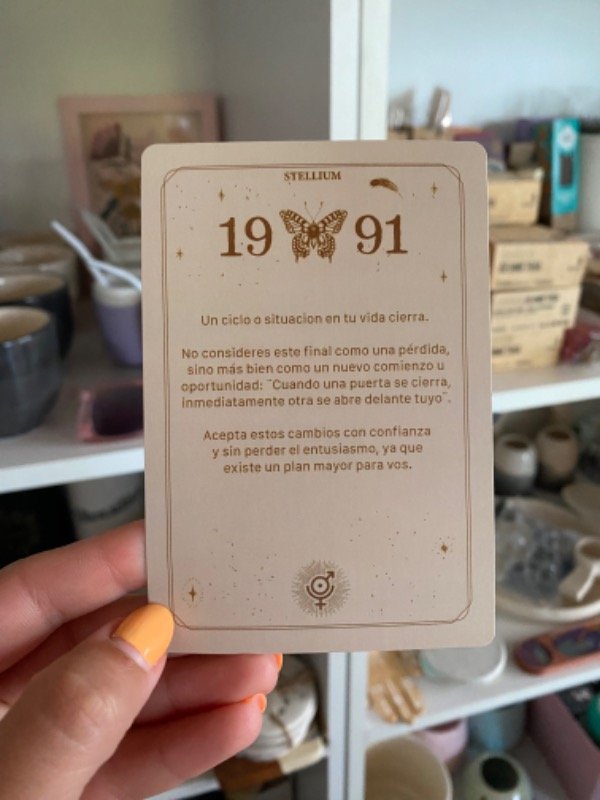 STELLIUM
19 91
Un ciclo o situacion en tu vida cierra.
No consideres este final como una pérdida,
sino más bien como un nuevo comienzo u
oportunidad: ¨Cuando una puerta se cierra,
inmediatamente otra se abre delante tuyo¨.
Acepta estos cambios con confianza
y sin perder el entusiasmo, ya que
existe un plan mayor para vos.